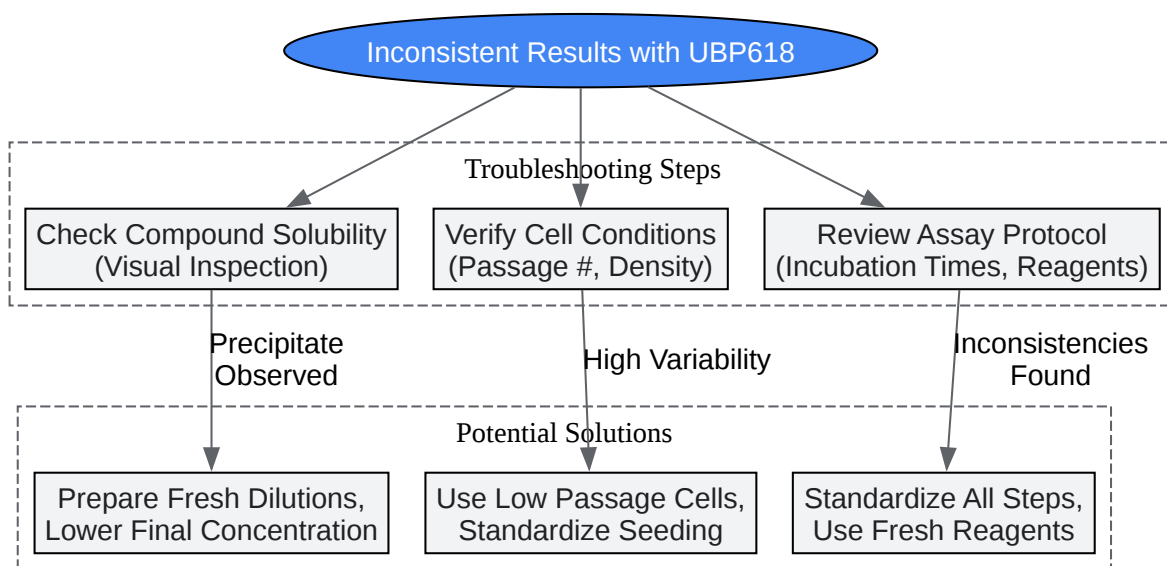 Inconsistent Results with UBP618
Troubleshooting Steps
Check Compound Solubility
(Visual Inspection)
Verify Cell Conditions
(Passage #, Density)
Review Assay Protocol
(Incubation Times, Reagents)
Precipitate
Observed
High Variability
Inconsistencies
Found
Potential Solutions
Prepare Fresh Dilutions,
Lower Final Concentration
Use Low Passage Cells,
Standardize Seeding
Standardize All Steps,
Use Fresh Reagents